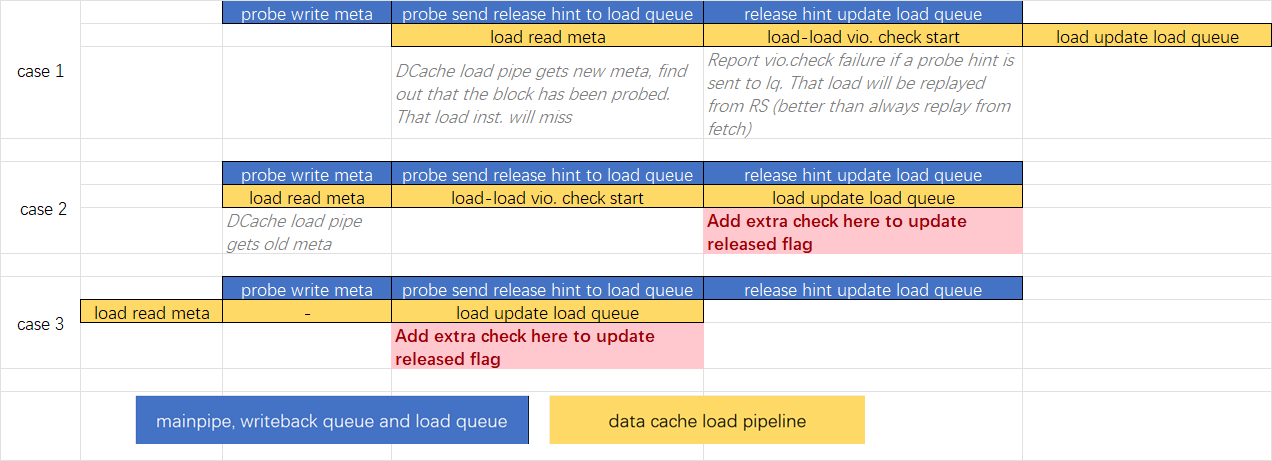 probe write meta probe send release hint to load queue release hint update load queue
load read meta load-load vio. check start load update load queue
case 1
DCache load pipe gets new meta, find
out that the block has been probed.
That load inst. will miss
Report vio.check failure if a probe hint is
sent to lq. That load will be replayed
from RS (better than always replay from
fetch)
probe write meta probe send release hint to load queue release hint update load queue
load read meta load-load vio. check start load update load queue
case 2
DCache load pipe
gets old meta
Add extra check here to update
released flag
probe write meta probe send release hint to load queue release hint update load queue
load read meta - load update load queue
case 3
Add extra check here to update
released flag
mainpipe, writeback queue and load queue
data cache load pipeline